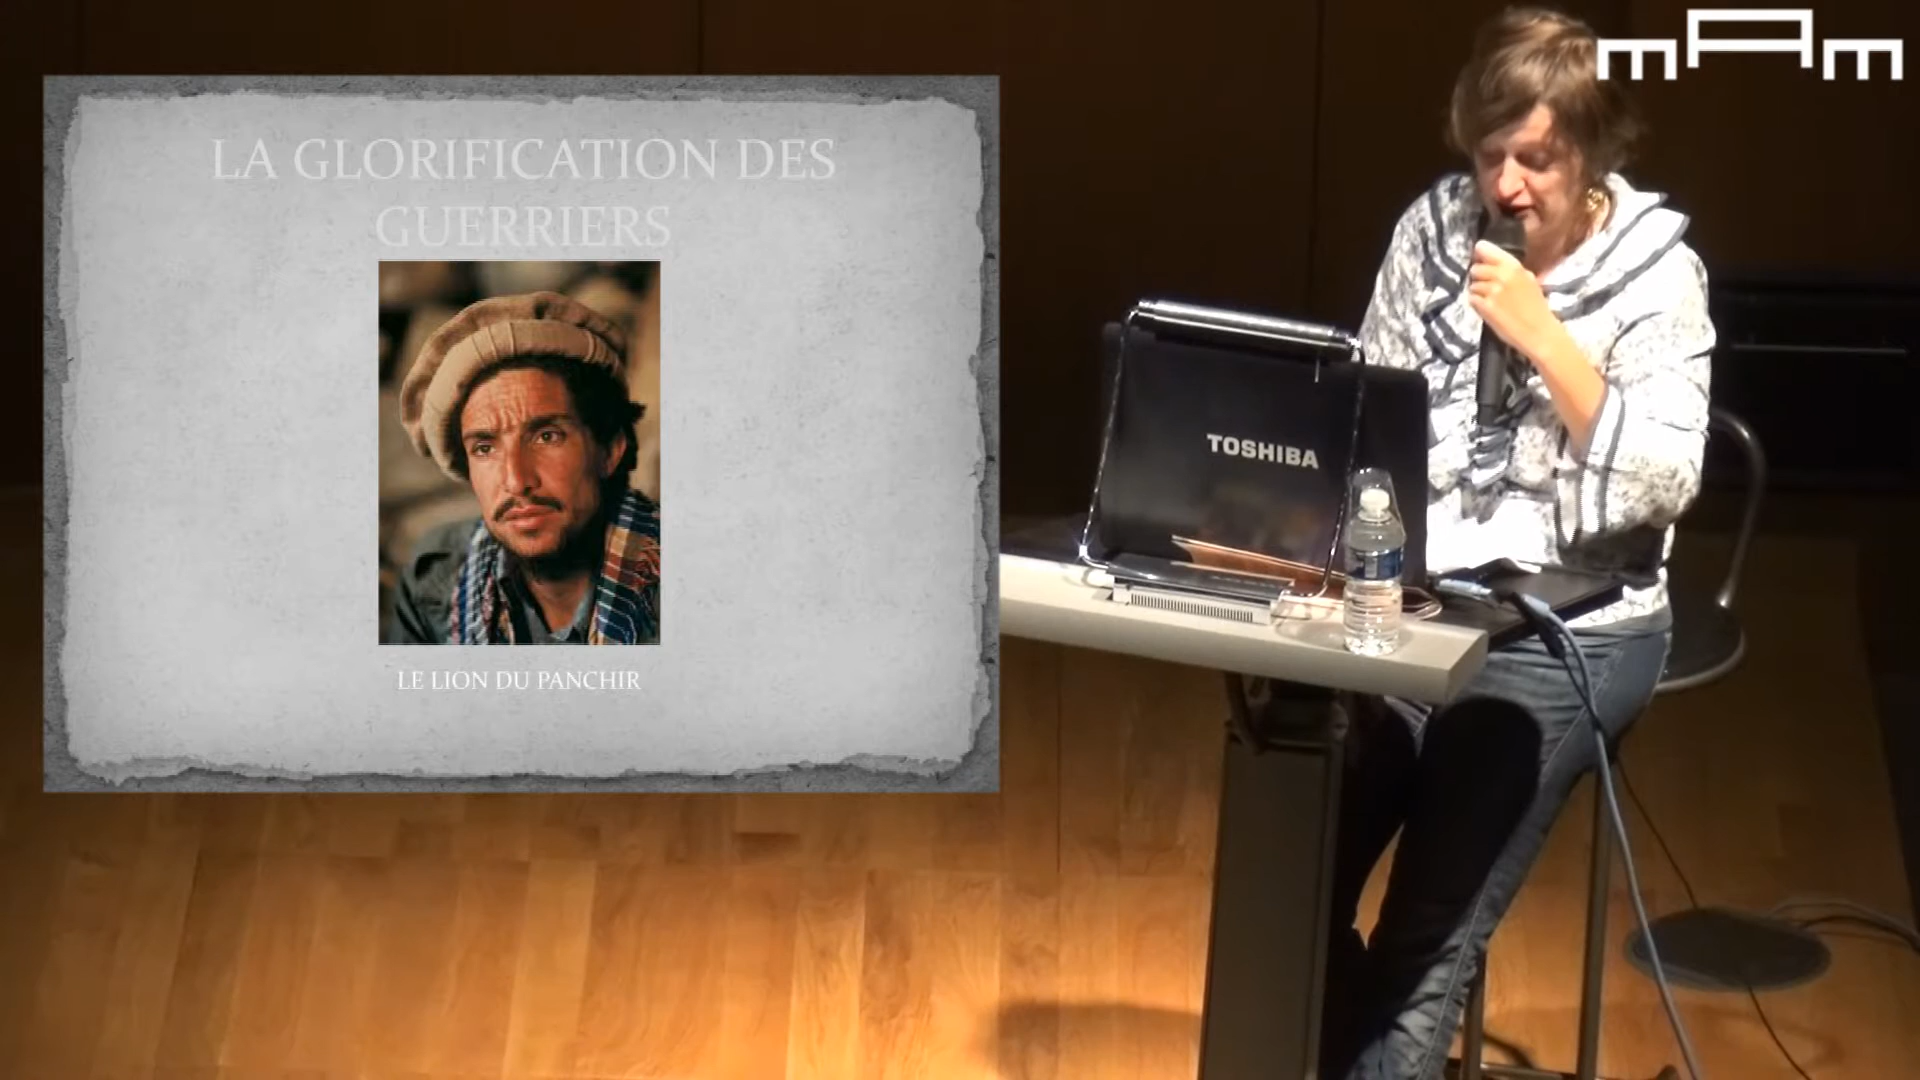 LA GLORIFICATION DES
GUERRIERS
LE LION DU PANCHIR
mAm
TOSHIBA